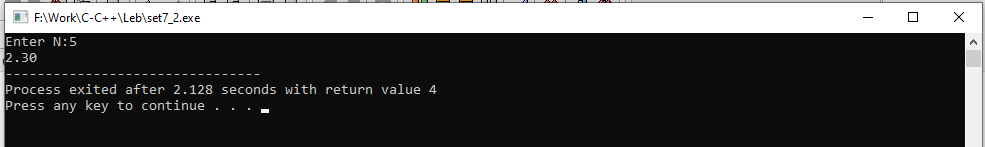 F:\Work\C-C++\Leb\set7_2.exe
Enter N:5
2.30
--------------------------------
Process exited after 2.128 seconds with return value 4
Press any key to continue . . .